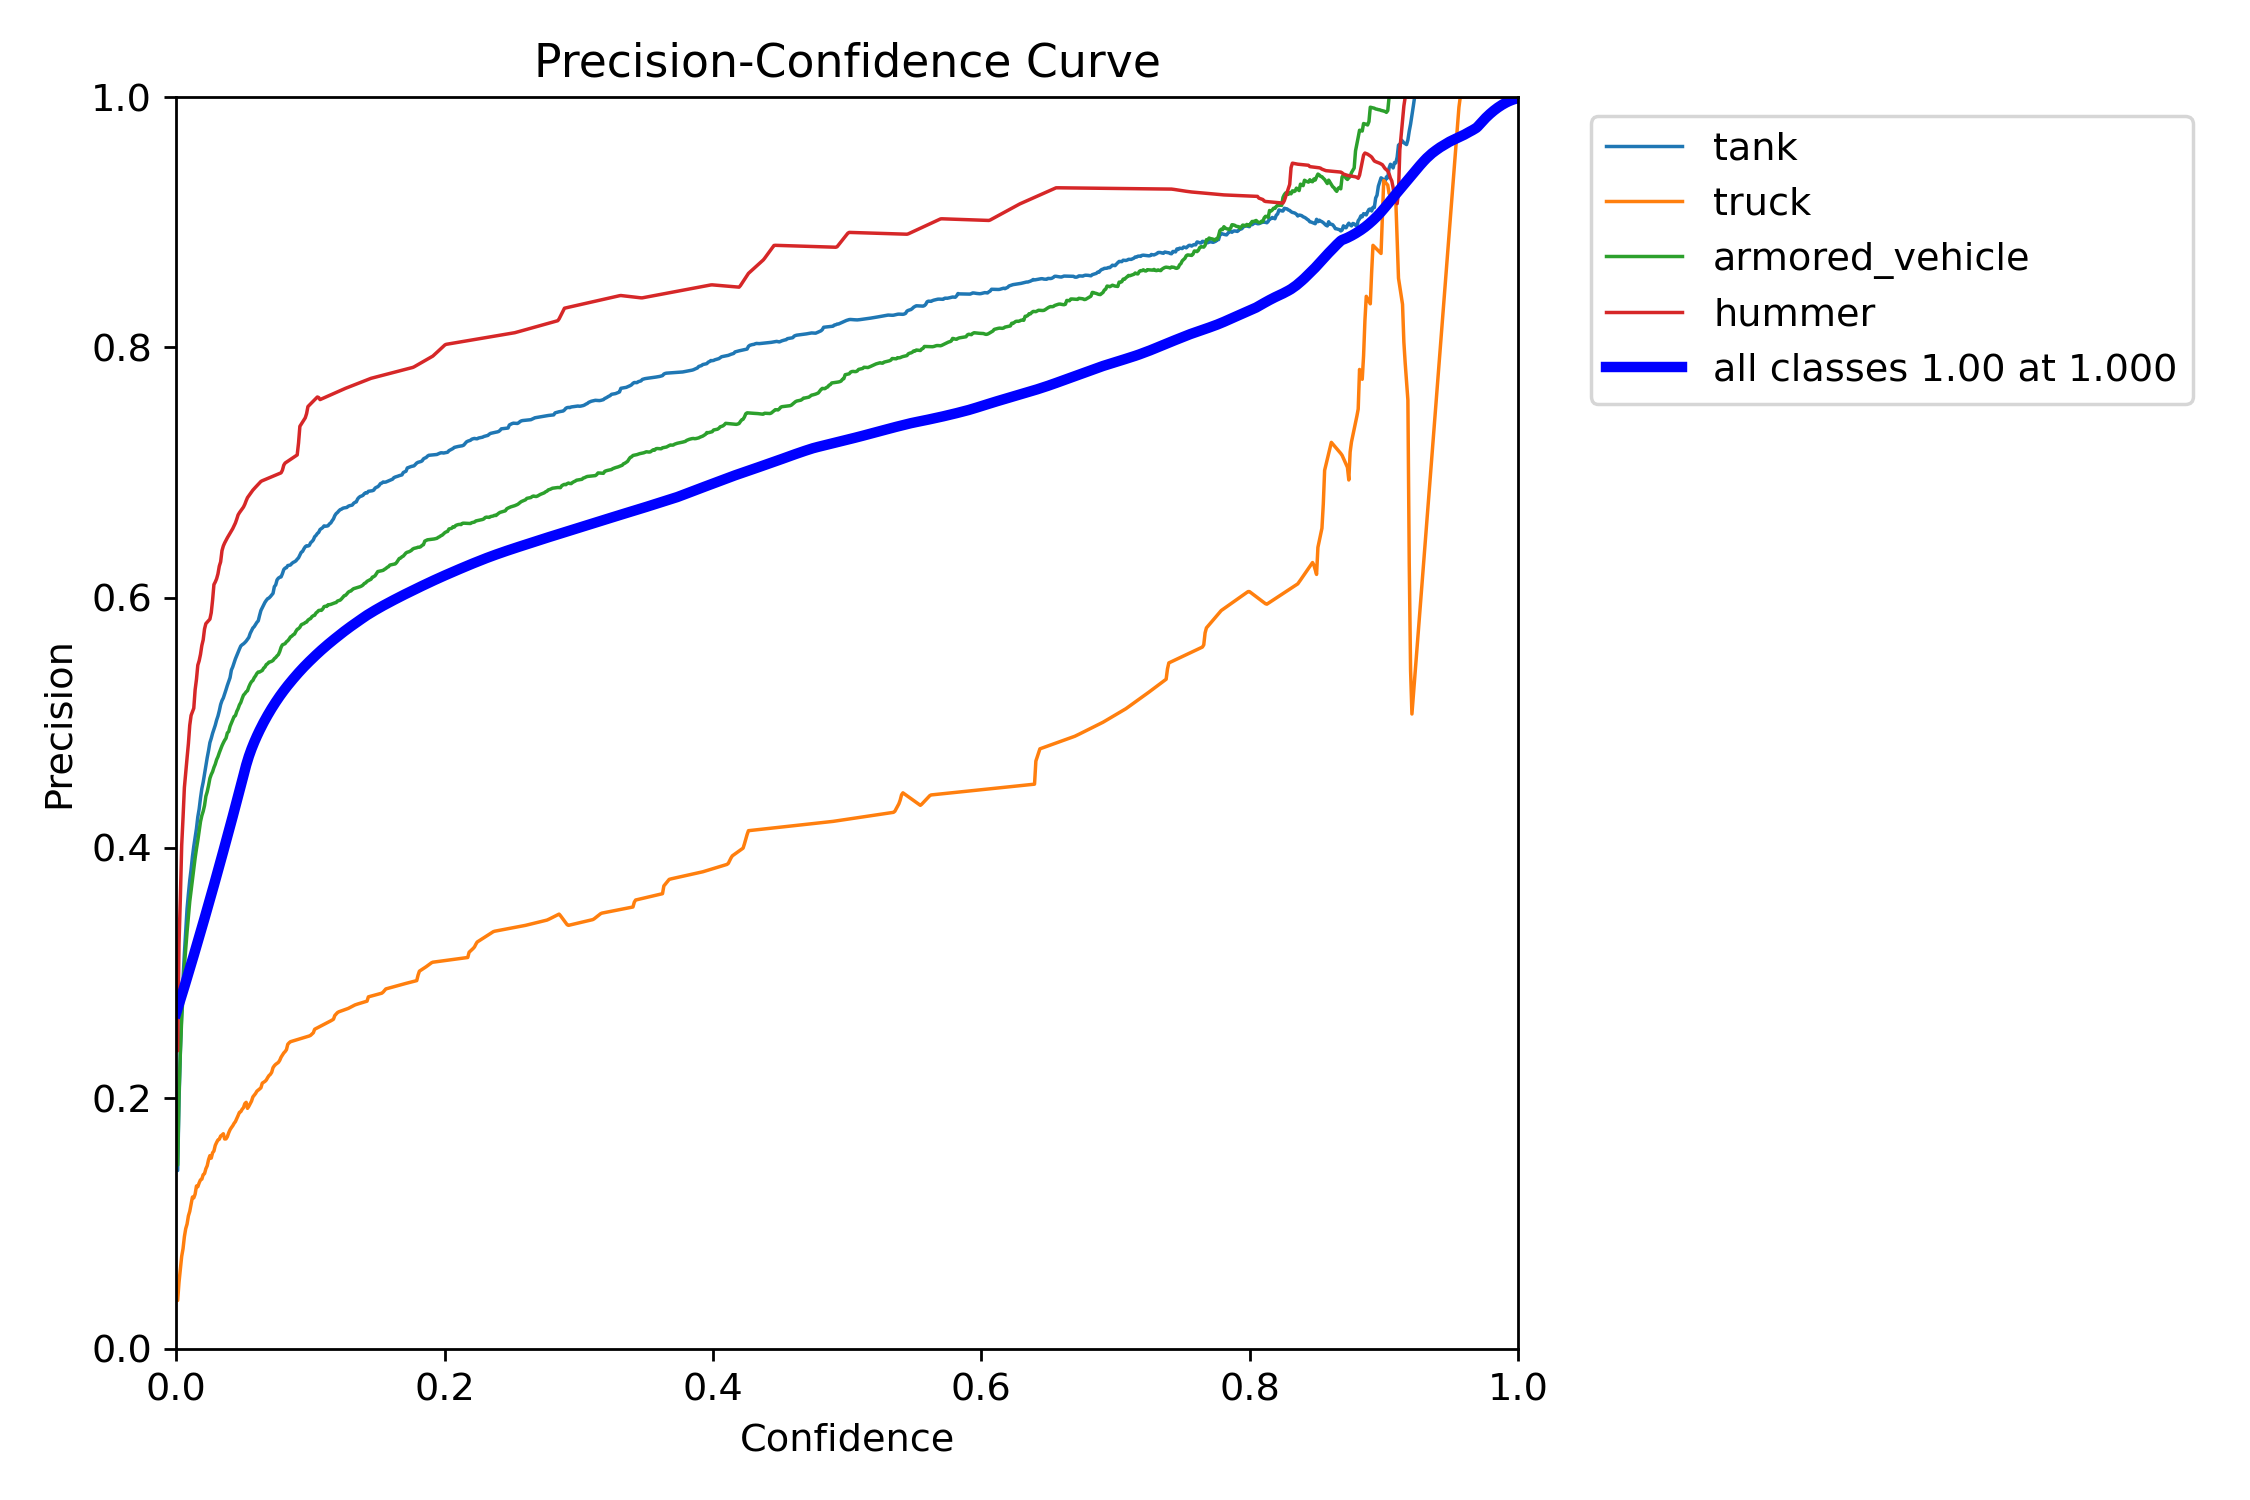 Precision-Confidence Curve
1.0
0.8
0.6
0.4
0.2
0.0
Precision
0.0 0.2 0.4 0.6 0.8 1.0
Confidence
tank
truck
armored_vehicle
hummer
all classes 1.00 at 1.000